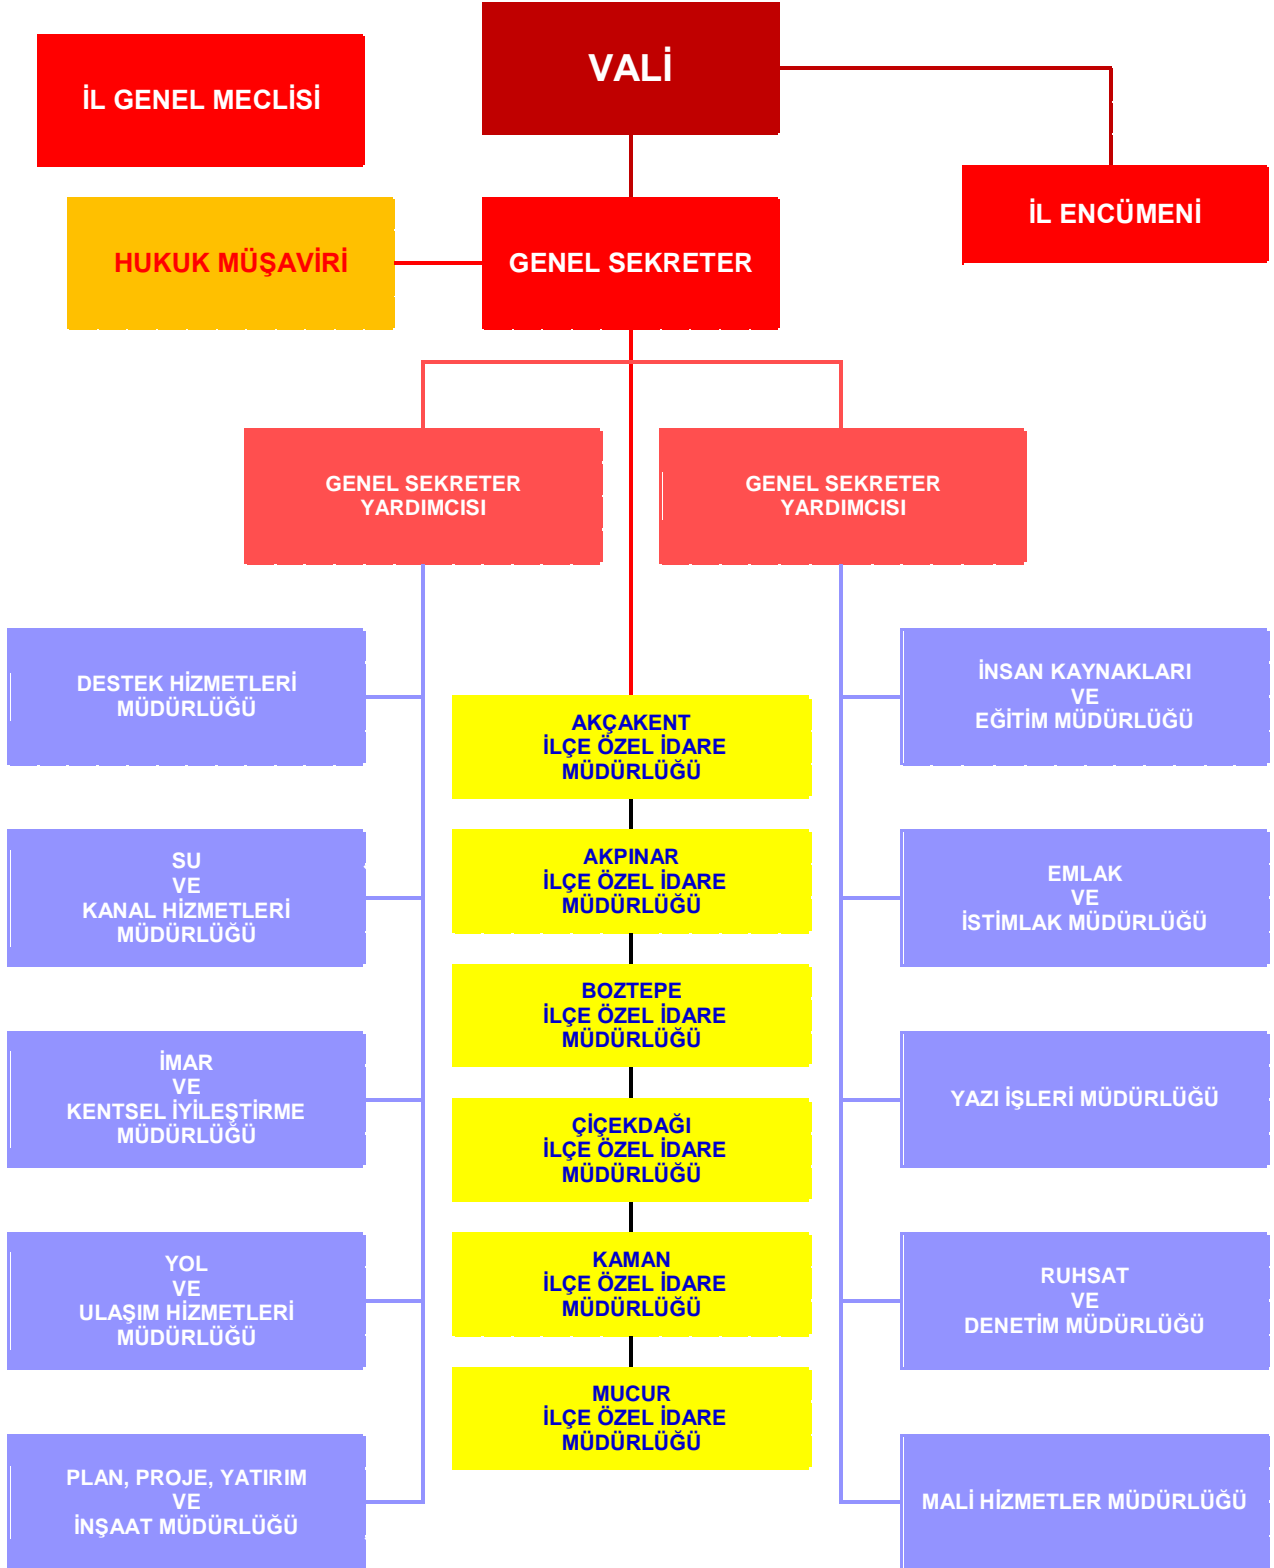 VALİ
İL GENEL MECLİSİ
İL ENCÜMENİ
HUKUK MÜŞAVİRİ
GENEL SEKRETER
GENEL SEKRETER
YARDIMCISI
GENEL SEKRETER
YARDIMCISI
DESTEK HİZMETLERİ
MÜDÜRLÜĞÜ
SU
VE
KANAL HİZMETLERİ
MÜDÜRLÜĞÜ
İMAR
VE
KENTSEL İYİLEŞTİRME
MÜDÜRLÜĞÜ
YOL
VE
ULAŞIM HİZMETLERİ
MÜDÜRLÜĞÜ
PLAN, PROJE, YATIRIM
VE
İNŞAAT MÜDÜRLÜĞÜ
AKÇAKENT
İLÇE ÖZEL İDARE
MÜDÜRLÜĞÜ
AKPINAR
İLÇE ÖZEL İDARE
MÜDÜRLÜĞÜ
BOZTEPE
İLÇE ÖZEL İDARE
MÜDÜRLÜĞÜ
ÇİÇEKDAĞI
İLÇE ÖZEL İDARE
MÜDÜRLÜĞÜ
KAMAN
İLÇE ÖZEL İDARE
MÜDÜRLÜĞÜ
MUCUR
İLÇE ÖZEL İDARE
MÜDÜRLÜĞÜ
İNSAN KAYNAKLARI
VE
EĞİTİM MÜDÜRLÜĞÜ
EMLAK
VE
İSTİMLAK MÜDÜRLÜĞÜ
YAZI İŞLERİ MÜDÜRLÜĞÜ
RUHSAT
VE
DENETİM MÜDÜRLÜĞÜ
MALİ HİZMETLER MÜDÜRLÜĞÜ